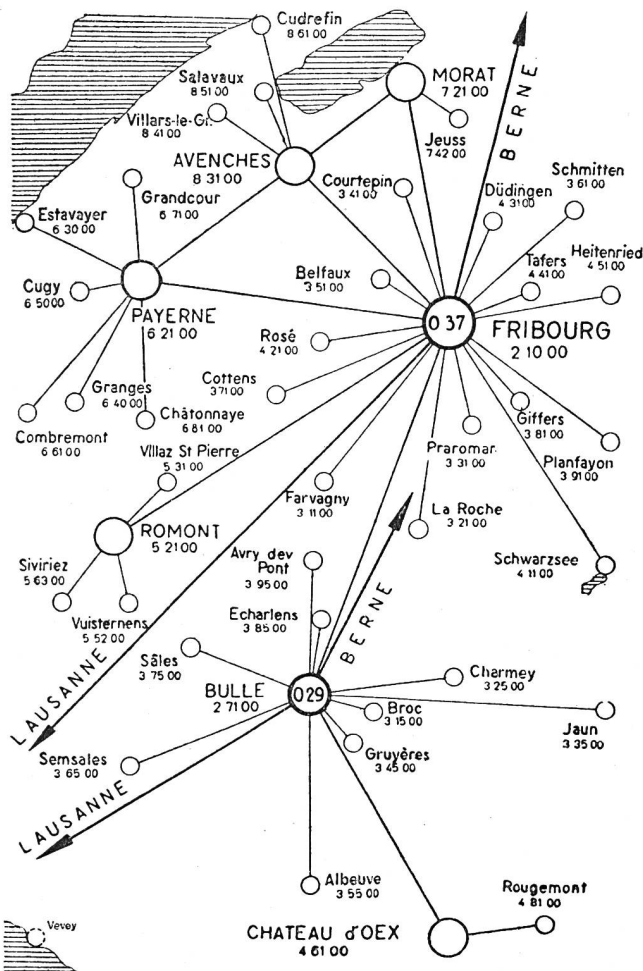 Cudrefin
8 61 00
Salavaux
8 51 00
MORAT
7 21 00
Villars-le-Gr.
8 41 00
Jeuss
7 42 00
BERNE
AVENCHES
8 31 00
Courtepin
3 41 00
Schmitten
3 61 00
Düdingen
4 31 00
Grandcour
6 71 00
Estavayer
6 30 00
Tafers
4 41 00
Heitenried
4 51 00
Belfaux
3 51 00
Cugy
6 50 00
PAYERNE
6 21 00
Rosé
4 21 00
0 37
FRIBOURG
2 10 00
Granges
6 40 00
Cottens
3 71 00
Châtonnaye
6 81 00
Combremont
6 61 00
Giffers
3 81 00
Praromar.
3 31 00
Planfayon
3 91 00
Villaz St Pierre
5 31 00
Farvagny
3 11 00
La Roche
3 21 00
ROMONT
5 21 00
Avry dev
Pont
3 95 00
Schwarzsee
4 11 00
Siviriez
5 63 00
Vuisternens
5 52 00
Echarlens
3 85 00
BERNE
Sâles
3 75 00
LAUSANNE
BULLE
2 71 00
029
Charmey
3 25 00
Broc
3 15 00
Jaun
3 35 00
Gruyères
3 45 00
Semsales
3 65 00
LAUSANNE
Albeuve
3 55 00
Rougemont
4 81 00
CHATEAU d'OEX
4 61 00
Vevey